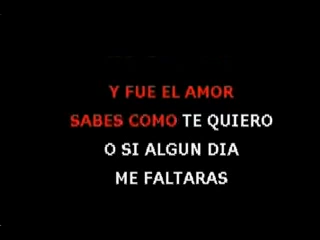 Y FUE EL AMOR
SABES COMO TE QUIERO
O SI ALGUN DIA
ME FALTARAS